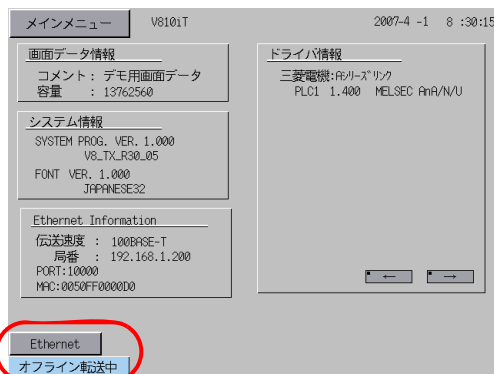 メインメニュー V810iT 2007-4 -1 8 :30:15
画面データ情報
コメント : デモ用画面データ
容量 : 13762560
システム情報
SYSTEM PROG. VER. 1.000
V8_TX_R30_05
FONT VER. 1.000
JAPANESE32
Ethernet Information
伝送速度 : 100BASE-T
局番 : 192.168.1.200
PORT:10000
MAC:0050FF0000D0
ドライバ情報
三菱電機:Aｼﾘｰｽﾞﾘﾝｸ
PLC1 1.400 MELSEC AnA/N/U
← →
Ethernet
オフライン転送中